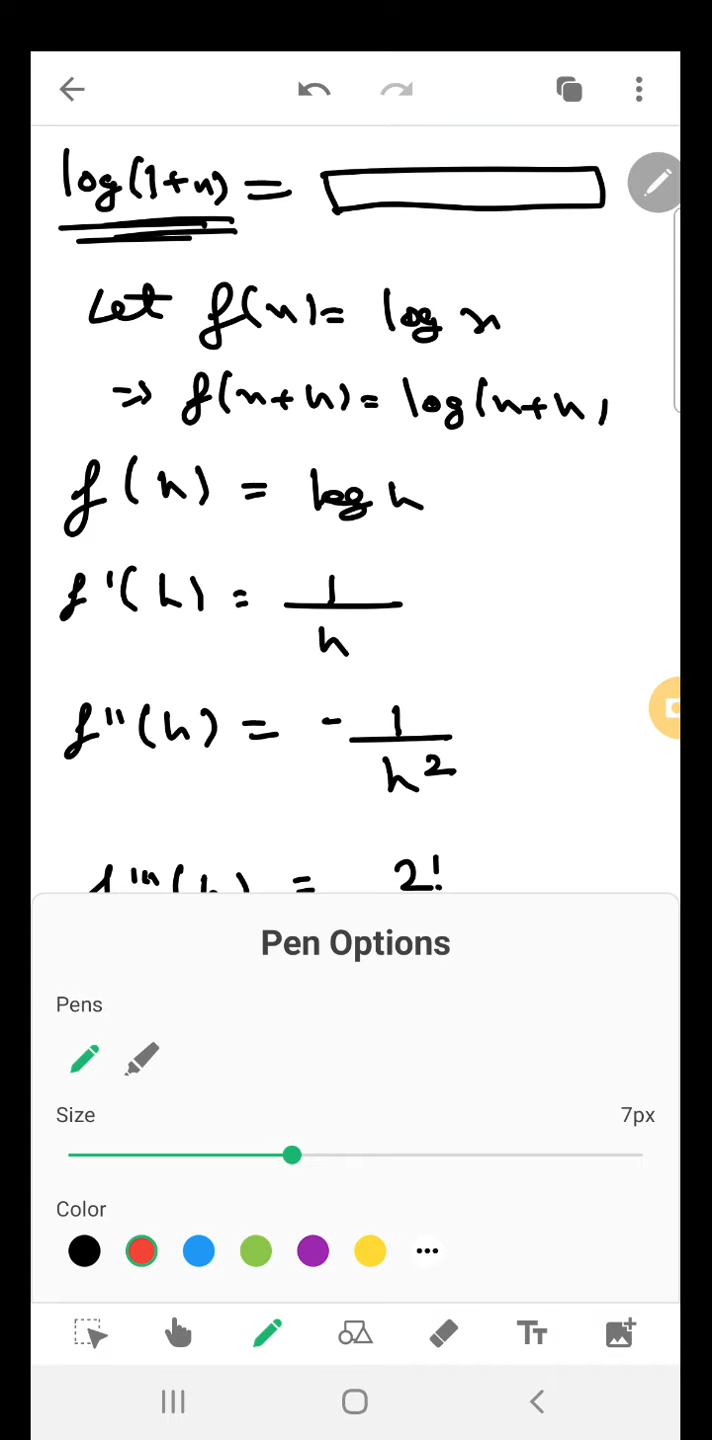 log(1+x) =
Let f(x) = log x
=> f(x+h) = log(x+h)
f(h) = log h
f'(h) = 1/h
f''(h) = - 1/h²
f'''(h) = 2!
Pen Options
Pens
Size 7px
Color